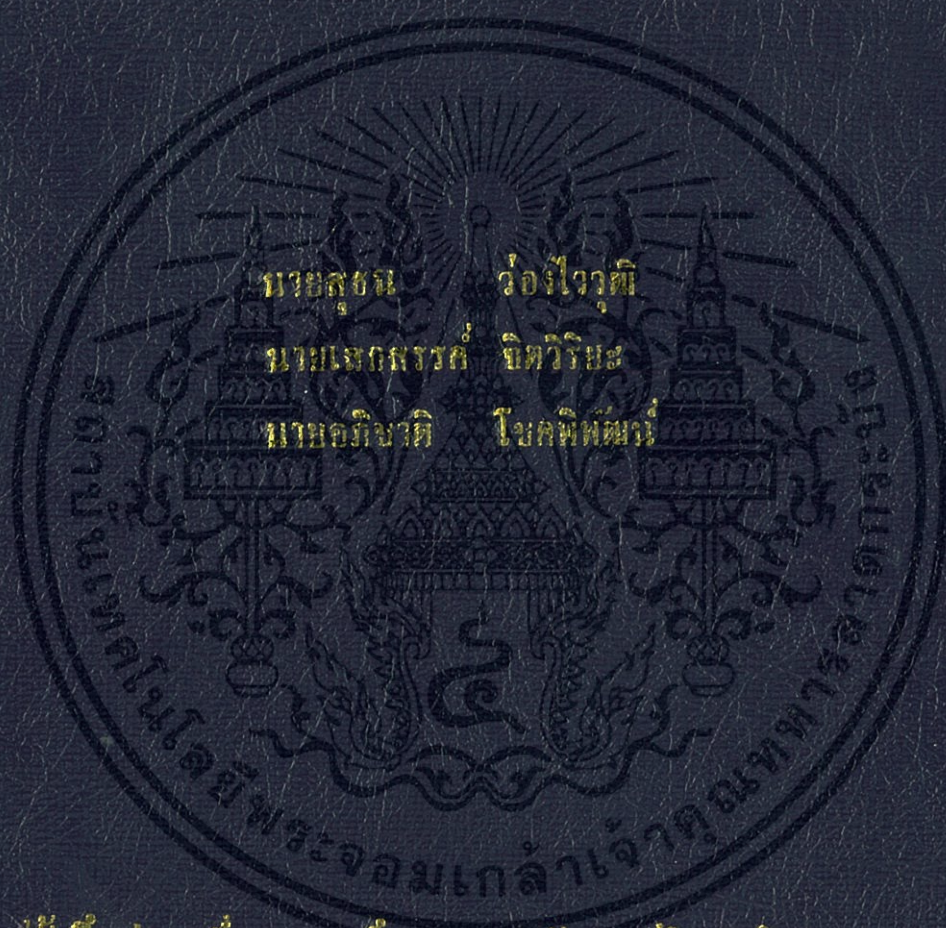 นายสุชน ว่องไววุฒิ
นายเอกสรรค์ จิตวิริยะ
นายอภิชาติ โชคพิพัฒน์
สถาบันเทคโนโลยีพระจอมเกล้าเจ้าคุณทหารลาดกระบัง
๔